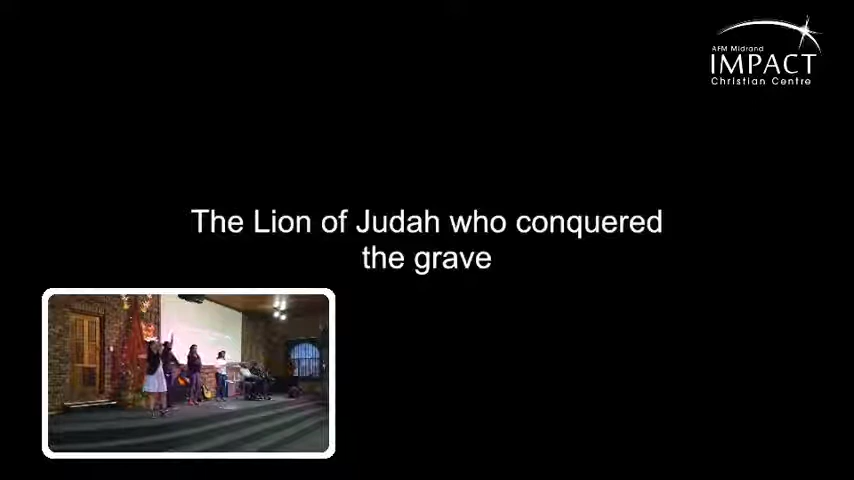 AFM Midrand
IMPACT
Christian Centre
The Lion of Judah who conquered
the grave